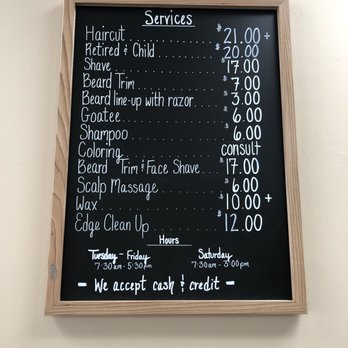 Services
Haircut ........ $21.00+
Retired & Child ........ $20.00
Shave ........ $17.00
Beard Trim ........ $7.00
Beard line-up with razor ........ $3.00
Goatee ........ $6.00
Shampoo ........ $6.00
Coloring ........ consult
Beard Trim & Face Shave ........ $17.00
Scalp Massage ........ $6.00
Wax ........ $10.00+
Edge Clean Up ........ $12.00
Hours
Tuesday - Friday Saturday
7:30am - 5:30pm 7:30am - 3:00pm
- We accept cash & credit -